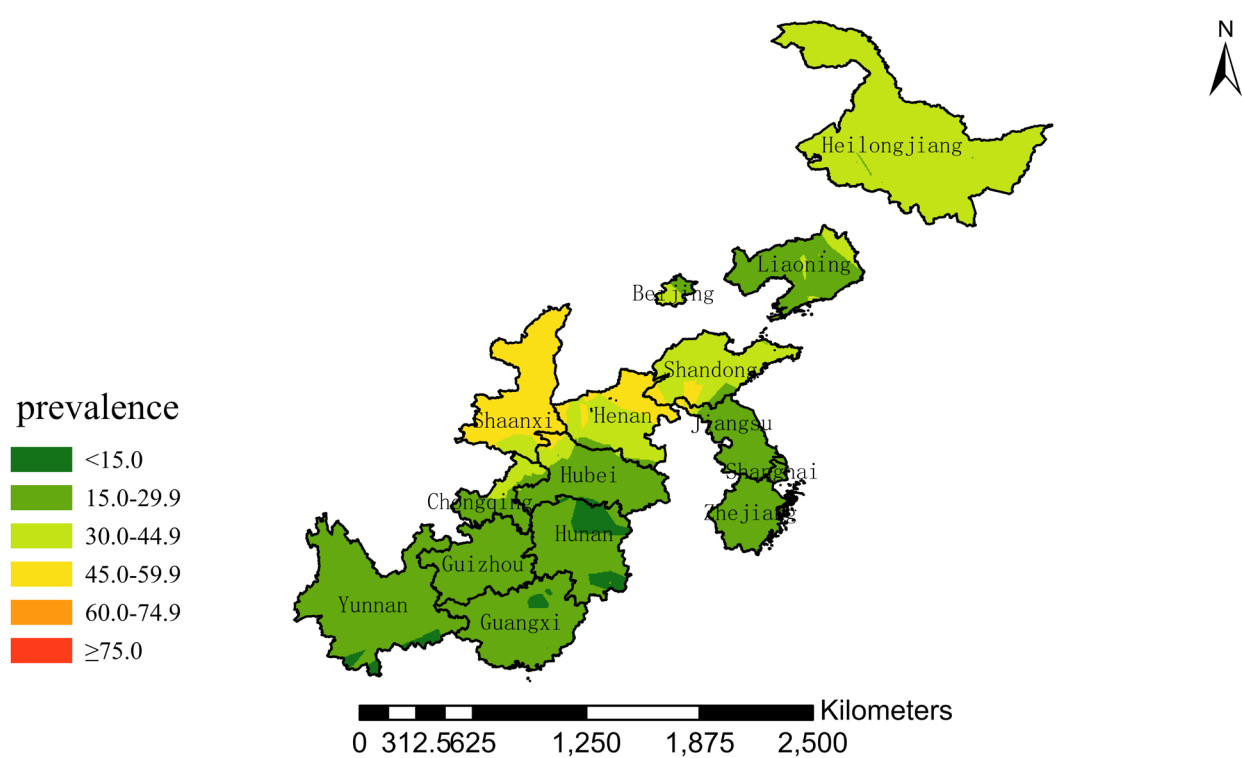 N
Heilongjiang
Liaoning
Beijing
Shandong
Shaanxi
Henan
Jiangsu
Shanghai
Hubei
Chongqing
Zhejiang
Hunan
Guizhou
Yunnan
Guangxi
prevalence
<15.0
15.0-29.9
30.0-44.9
45.0-59.9
60.0-74.9
≥75.0
Kilometers
0 312.5625 1,250 1,875 2,500